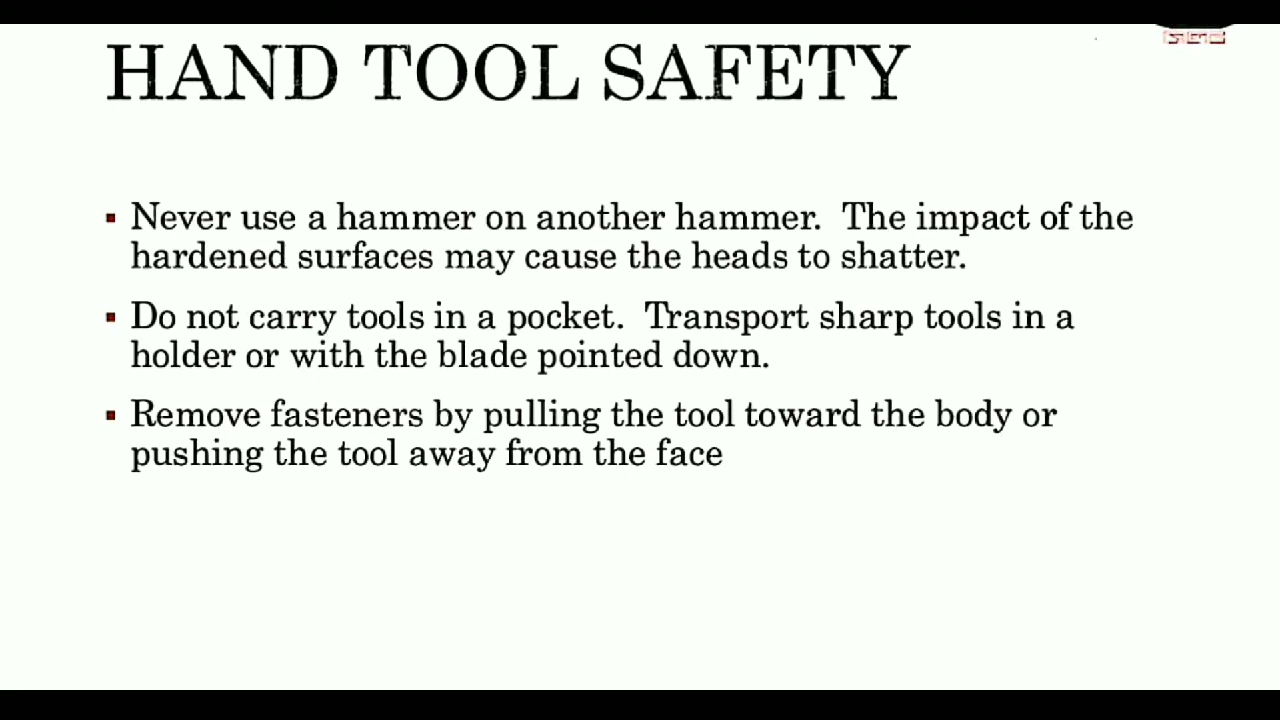 HAND TOOL SAFETY
▪ Never use a hammer on another hammer.  The impact of the
hardened surfaces may cause the heads to shatter.
▪ Do not carry tools in a pocket.  Transport sharp tools in a
holder or with the blade pointed down.
▪ Remove fasteners by pulling the tool toward the body or
pushing the tool away from the face